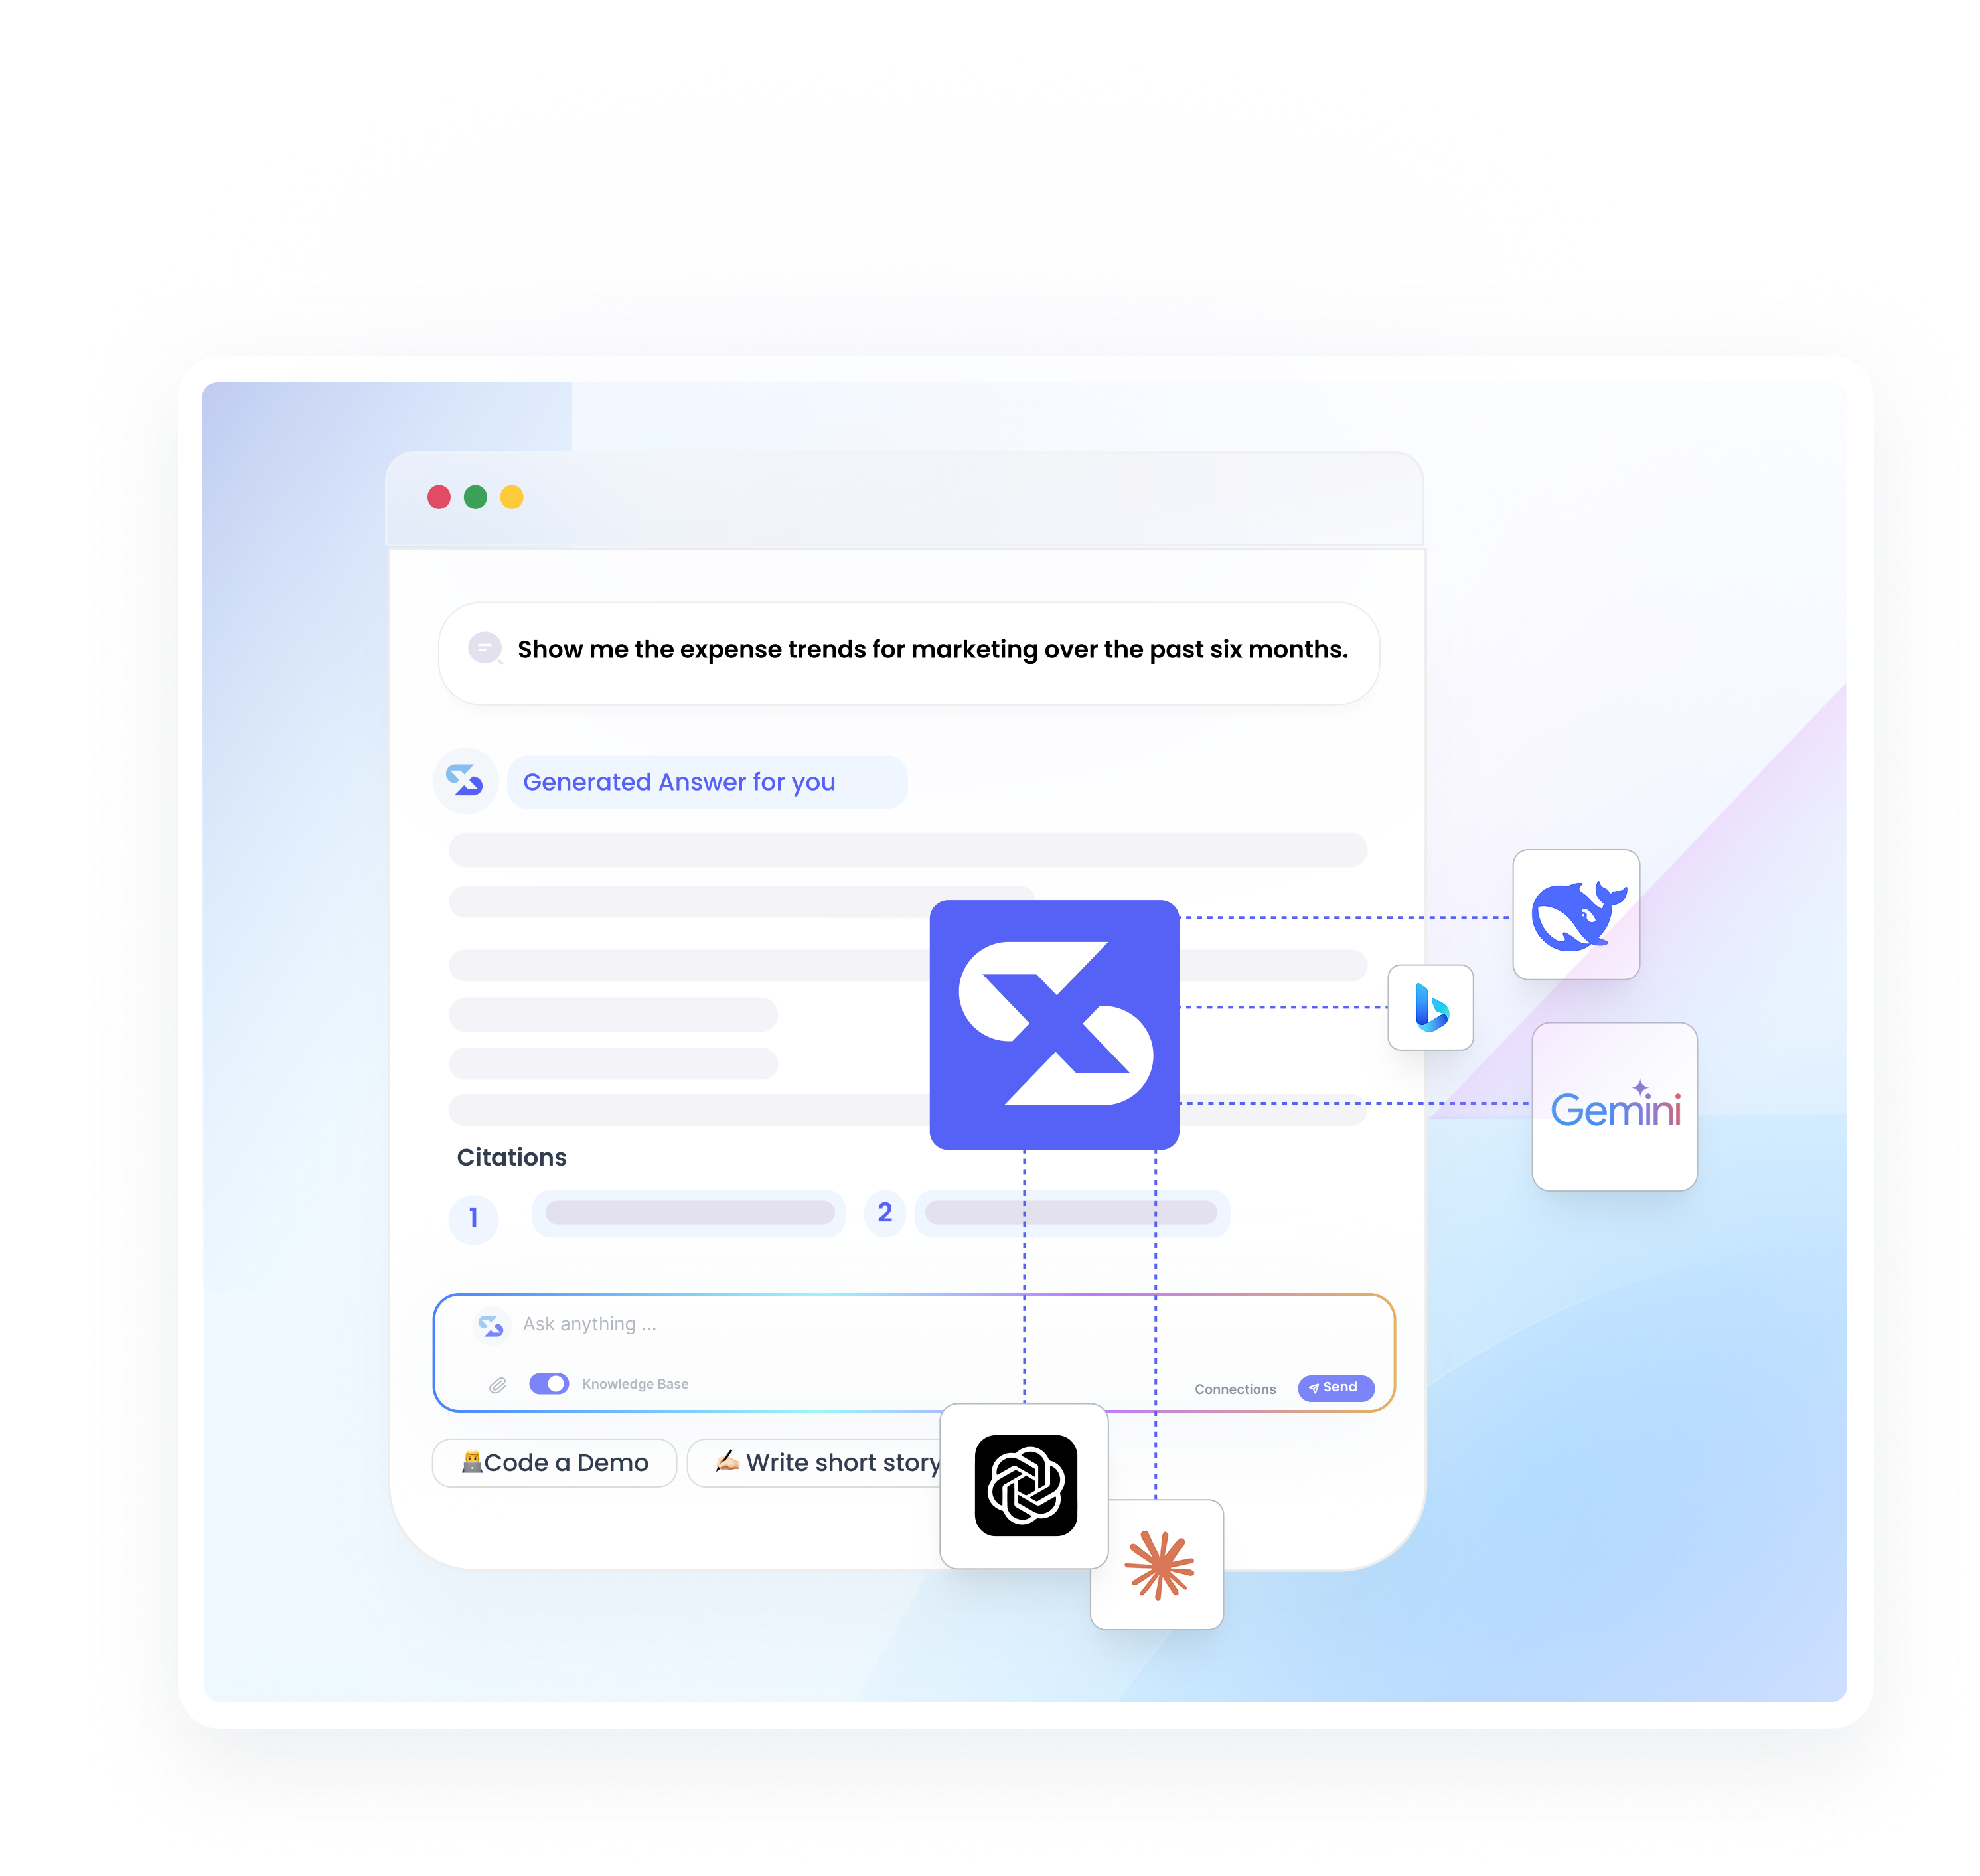 Show me the expense trends for marketing over the past six months.
Generated Answer for you
Citations
1
2
Ask anything ...
Knowledge Base
Connections
Send
Code a Demo
Write short story
Gemini